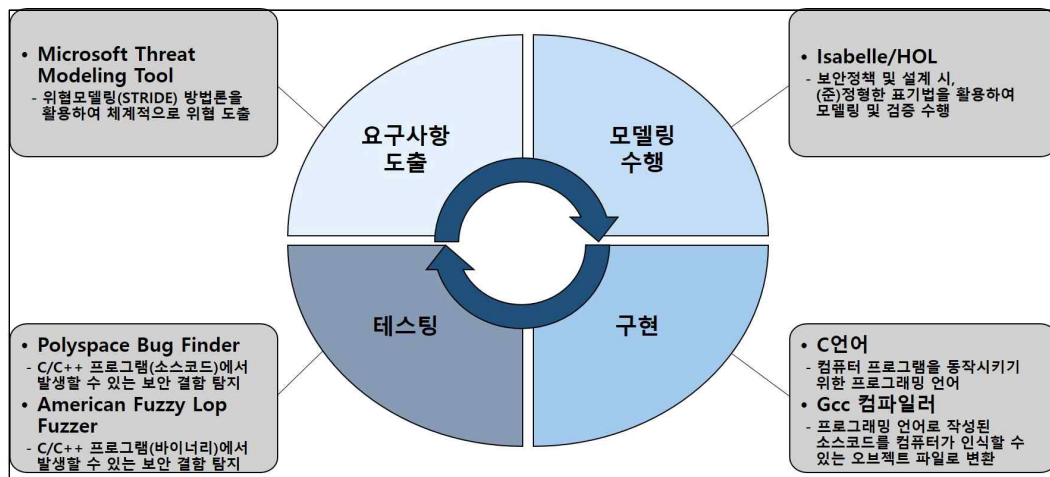 • Microsoft Threat
Modeling Tool
- 위협모델링(STRIDE) 방법론을
활용하여 체계적으로 위협 도출
• Isabelle/HOL
- 보안정책 및 설계 시,
(준)정형한 표기법을 활용하여
모델링 및 검증 수행
요구사항
도출
모델링
수행
테스팅
구현
• Polyspace Bug Finder
- C/C++ 프로그램(소스코드)에서
발생할 수 있는 보안 결함 탐지
• American Fuzzy Lop
Fuzzer
- C/C++ 프로그램(바이너리)에서
발생할 수 있는 보안 결함 탐지
• C언어
- 컴퓨터 프로그램을 동작시키기
위한 프로그래밍 언어
• Gcc 컴파일러
- 프로그래밍 언어로 작성된
소스코드를 컴퓨터가 인식할 수
있는 오브젝트 파일로 변환